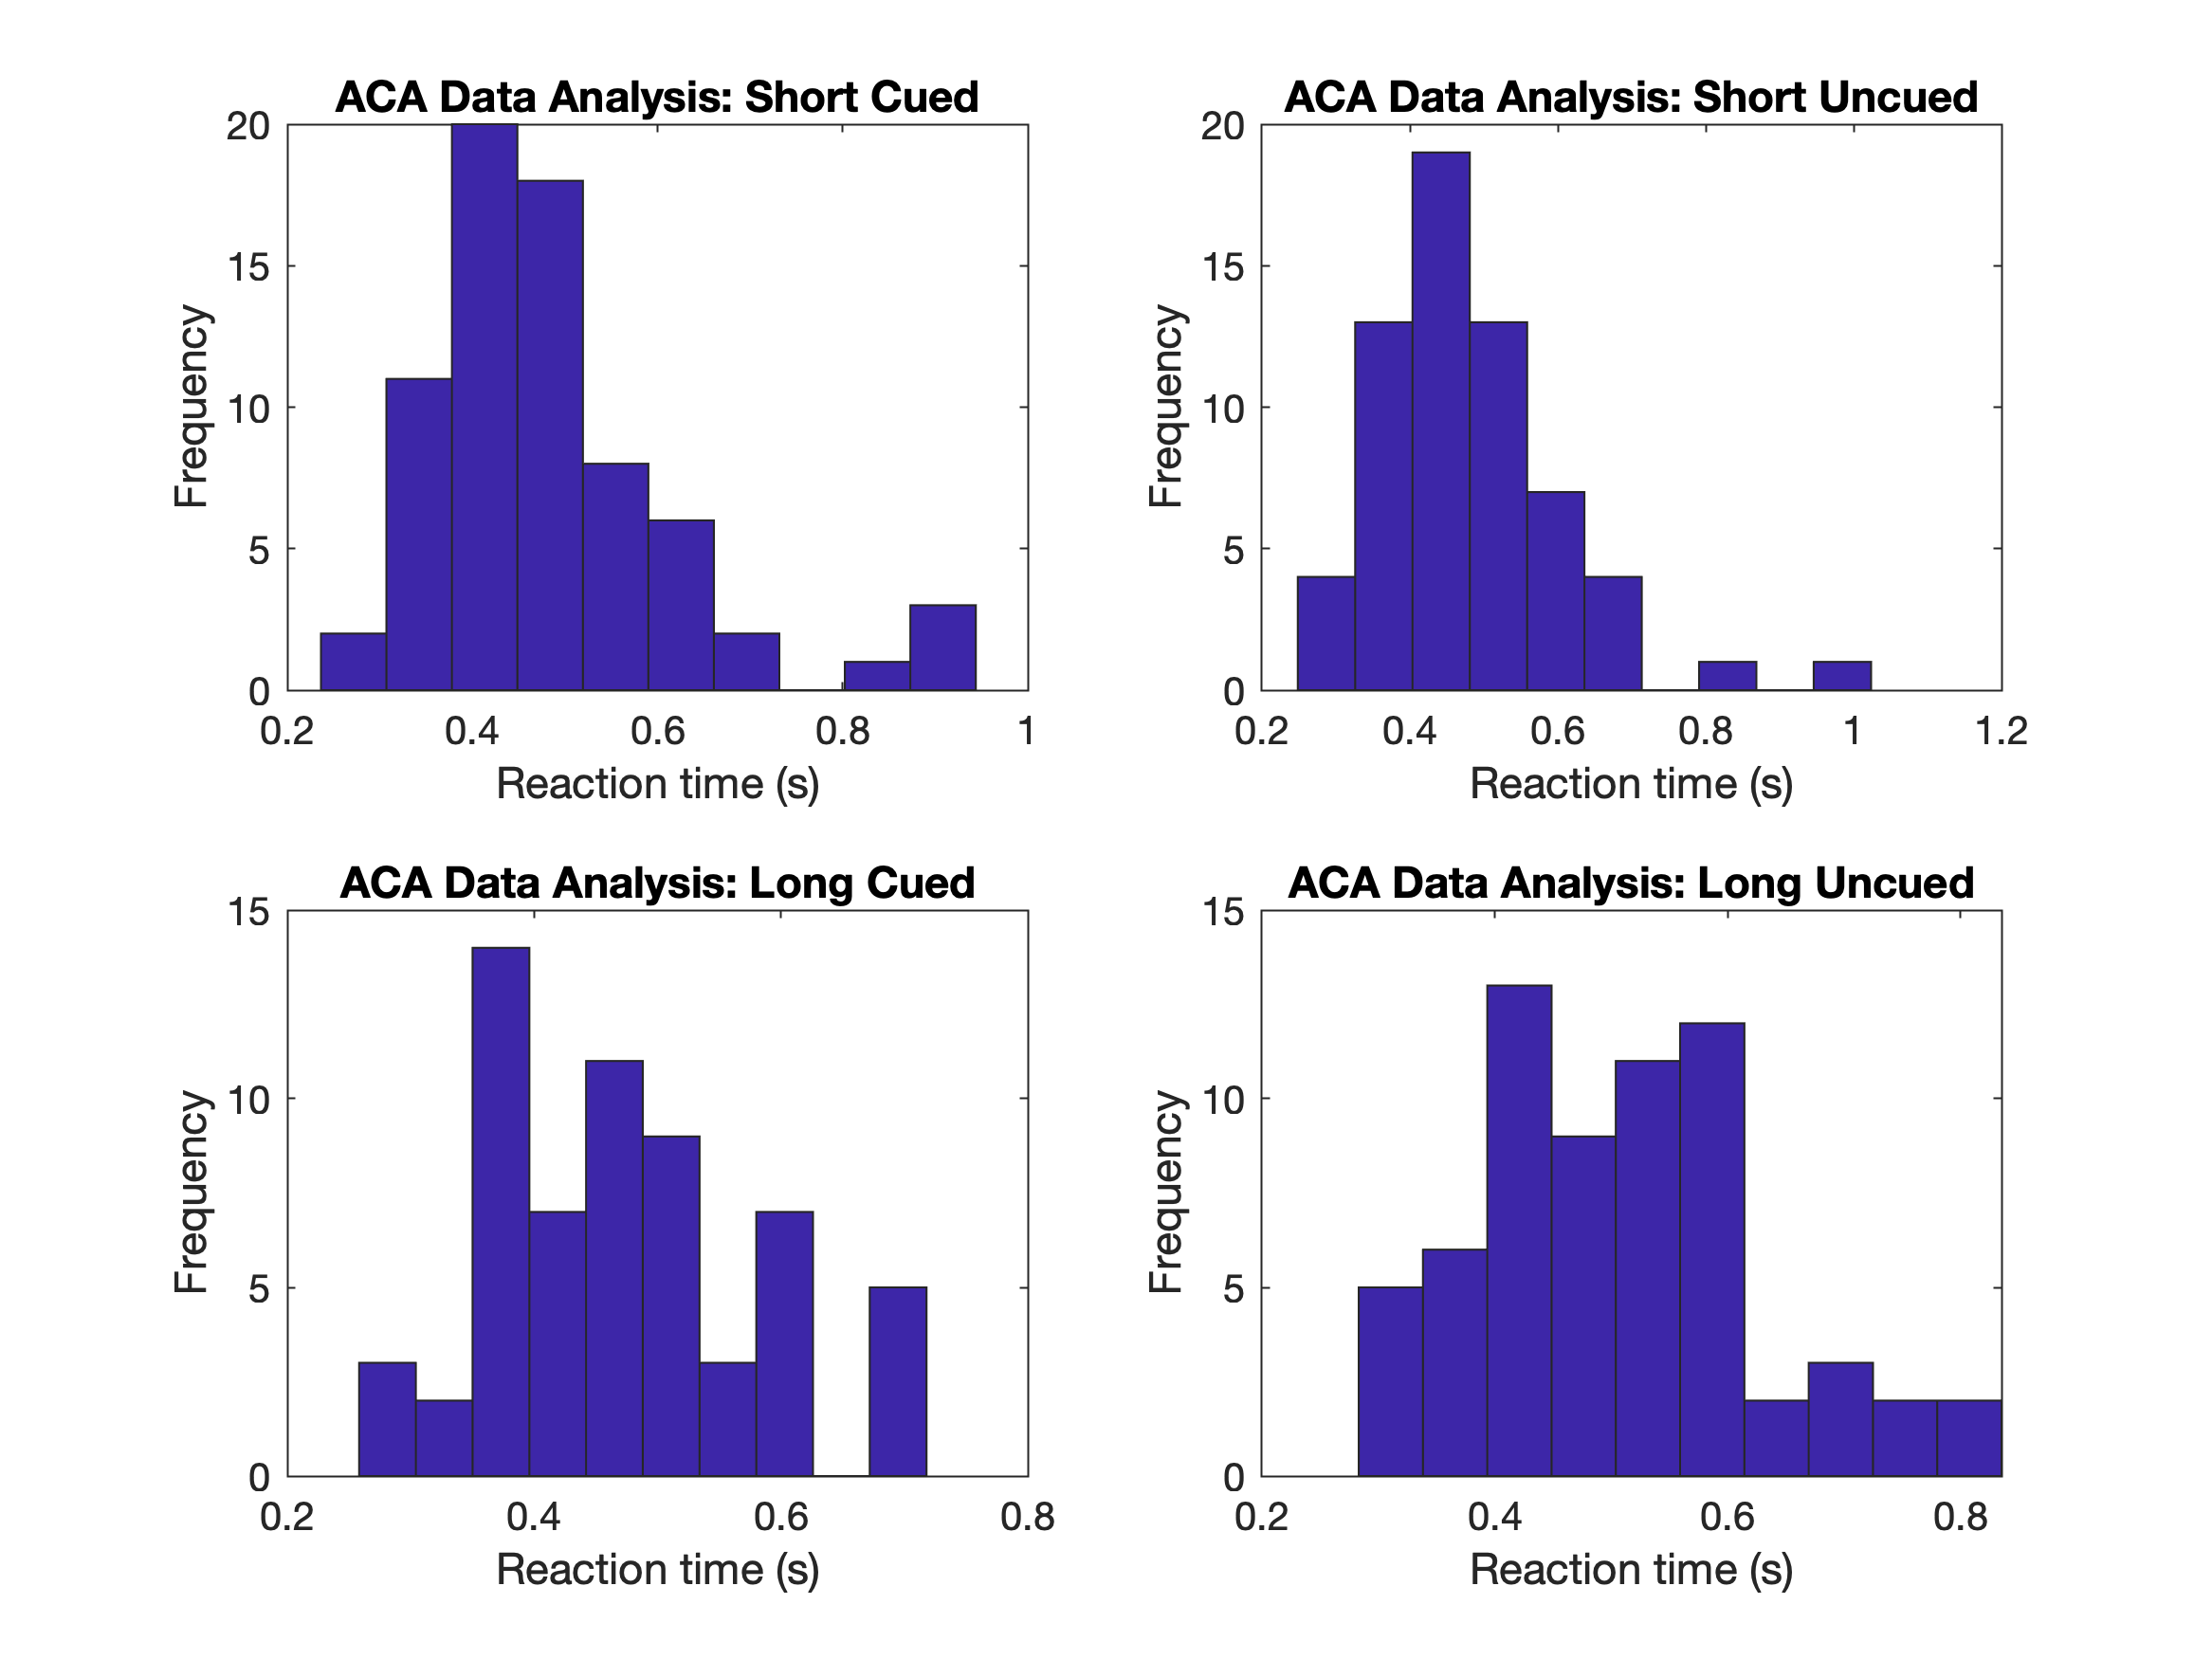 ACA Data Analysis: Short Cued
20
15
10
5
0
Frequency
0.2 0.4 0.6 0.8 1
Reaction time (s)
ACA Data Analysis: Short Uncued
20
15
10
5
0
Frequency
0.2 0.4 0.6 0.8 1 1.2
Reaction time (s)
ACA Data Analysis: Long Cued
15
10
5
0
Frequency
0.2 0.4 0.6 0.8
Reaction time (s)
ACA Data Analysis: Long Uncued
15
10
5
0
Frequency
0.2 0.4 0.6 0.8
Reaction time (s)